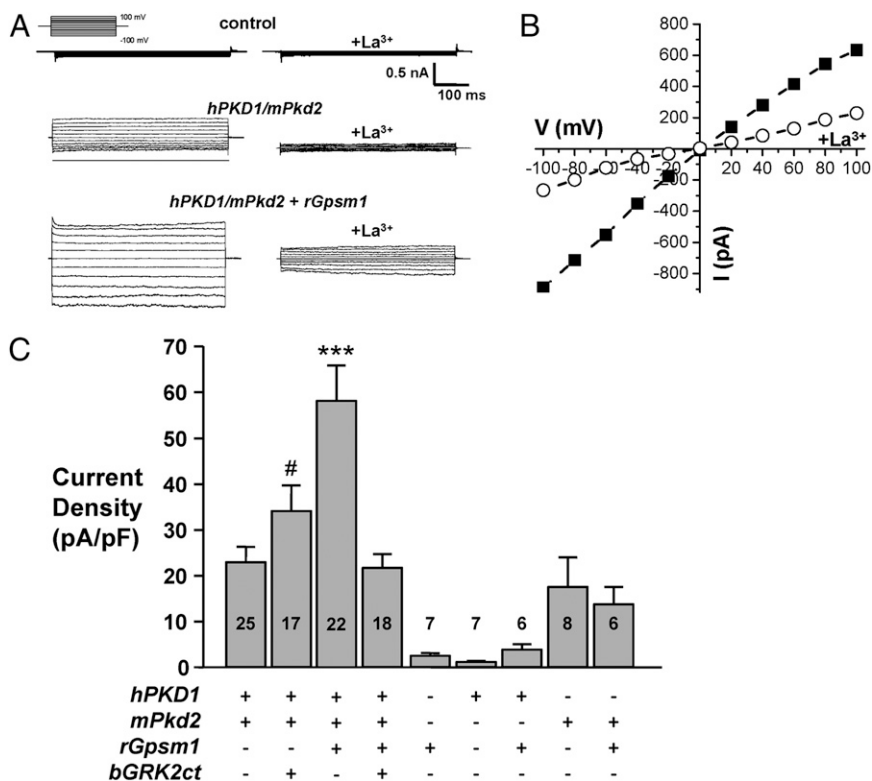 A
100 mV
-100 mV
control
+La³⁺
0.5 nA
100 ms
hPKD1/mPkd2
+La³⁺
hPKD1/mPkd2 + rGpsm1
+La³⁺
B
800
600
400
200
V (mV)
+La³⁺
-100 -80 -60 -40 -20 0 20 40 60 80 100
-200
-400
-600
-800
I (pA)
C
70
60
50
40
30
20
10
0
Current
Density
(pA/pF)
# ***
25 17 22 18 7 7 6 8 6
hPKD1 + + + + - + + - -
mPkd2 + + + + - - - + +
rGpsm1 - - + + + - + - +
bGRK2ct - + - + - - - - -